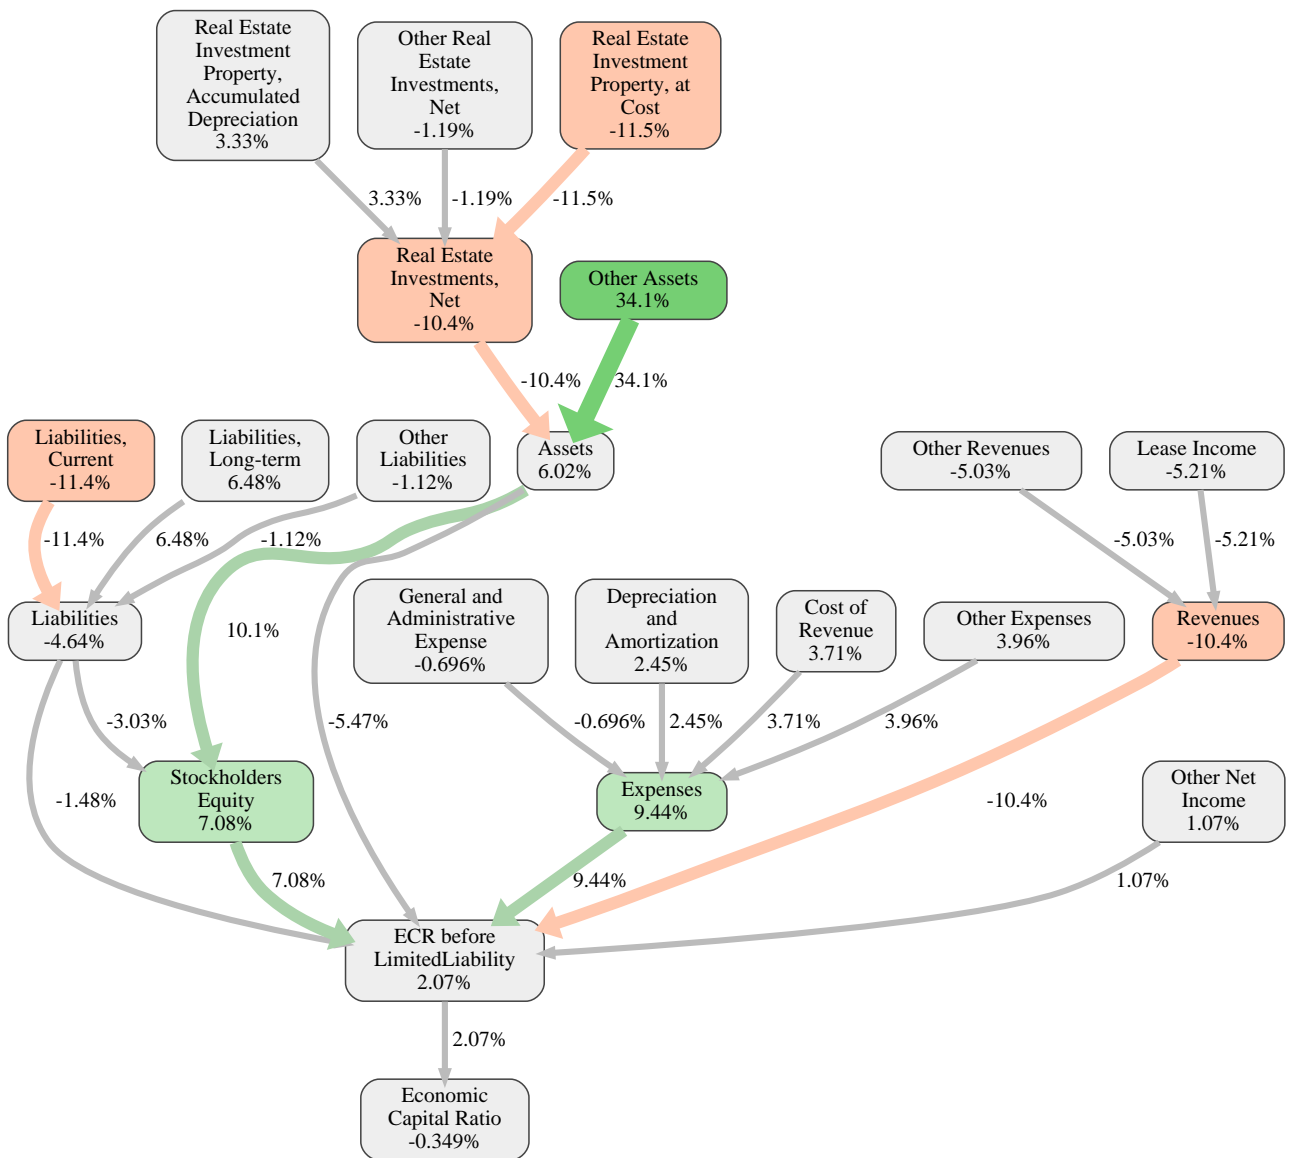 Real Estate
Investment
Property,
Accumulated
Depreciation
3.33%
Other Real
Estate
Investments,
Net
-1.19%
Real Estate
Investment
Property, at
Cost
-11.5%
3.33%
-1.19%
-11.5%
Real Estate
Investments,
Net
-10.4%
Other Assets
34.1%
-10.4%
34.1%
Liabilities,
Current
-11.4%
Liabilities,
Long-term
6.48%
Other
Liabilities
-1.12%
Assets
6.02%
Other Revenues
-5.03%
Lease Income
-5.21%
-11.4%
6.48%
-1.12%
-5.03%
-5.21%
Liabilities
-4.64%
10.1%
General and
Administrative
Expense
-0.696%
Depreciation
and
Amortization
2.45%
Cost of
Revenue
3.71%
Other Expenses
3.96%
Revenues
-10.4%
-3.03%
-5.47%
-0.696%
2.45%
3.71%
3.96%
-1.48%
Stockholders
Equity
7.08%
Expenses
9.44%
-10.4%
Other Net
Income
1.07%
7.08%
9.44%
1.07%
ECR before
LimitedLiability
2.07%
2.07%
Economic
Capital Ratio
-0.349%